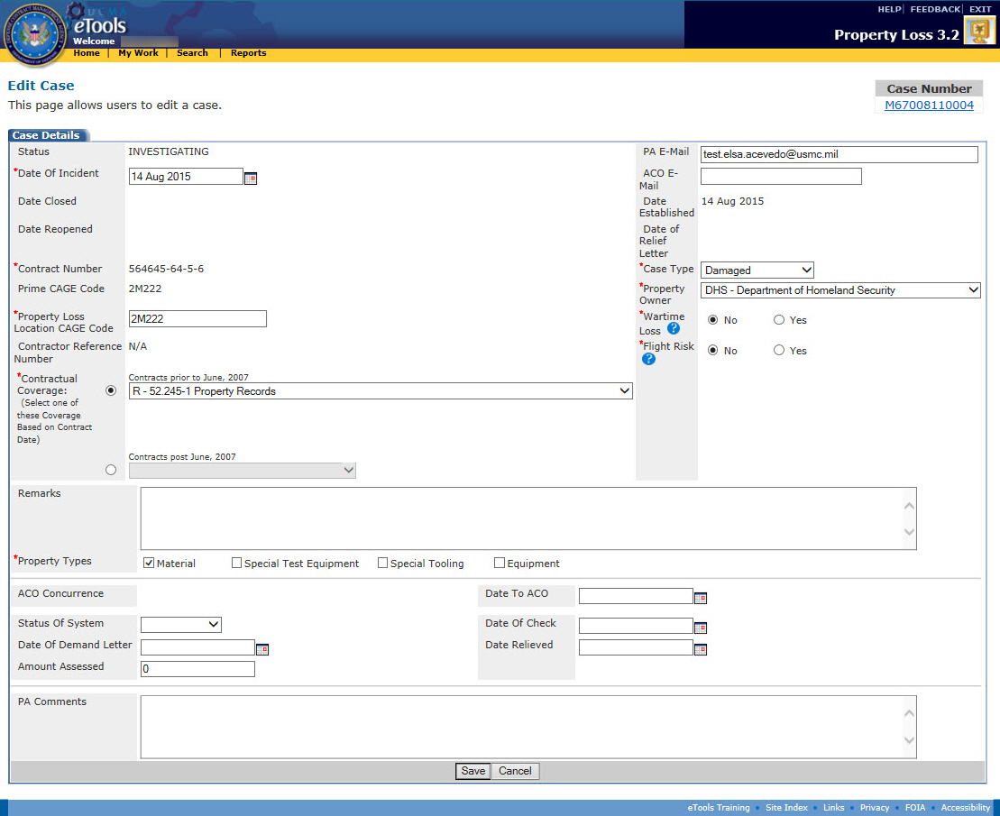 HELP| FEEDBACK| EXIT
DCMA
eTools
Welcome
Property Loss 3.2
Home | My Work | Search | Reports
Edit Case
This page allows users to edit a case.
Case Number
M67008110004
Case Details
Status INVESTIGATING
PA E-Mail test.elsa.acevedo@usmc.mil
*Date Of Incident 14 Aug 2015
ACO E-
Mail
Date Closed
Date
Established 14 Aug 2015
Date Reopened
Date of
Relief
Letter
*Contract Number 564645-64-5-6
*Case Type Damaged
Prime CAGE Code 2M222
*Property
Owner DHS - Department of Homeland Security
*Property Loss
Location CAGE Code 2M222
*Wartime
Loss ? No Yes
Contractor Reference
Number N/A
*Flight Risk
? No Yes
*Contractual
Coverage:
(Select one of
these Coverage
Based on Contract
Date)
Contracts prior to June, 2007
R - 52.245-1 Property Records
Contracts post June, 2007
Remarks
*Property Types Material Special Test Equipment Special Tooling Equipment
ACO Concurrence Date To ACO
Status Of System Date Of Check
Date Of Demand Letter Date Relieved
Amount Assessed 0
PA Comments
Save Cancel
eTools Training • Site Index • Links • Privacy • FOIA • Accessibility